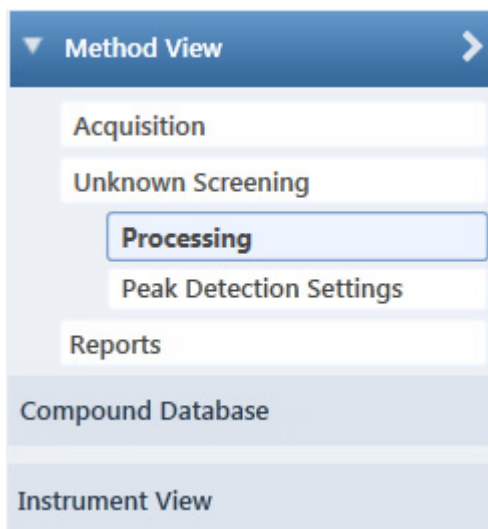 Method View
Acquisition
Unknown Screening
Processing
Peak Detection Settings
Reports
Compound Database
Instrument View